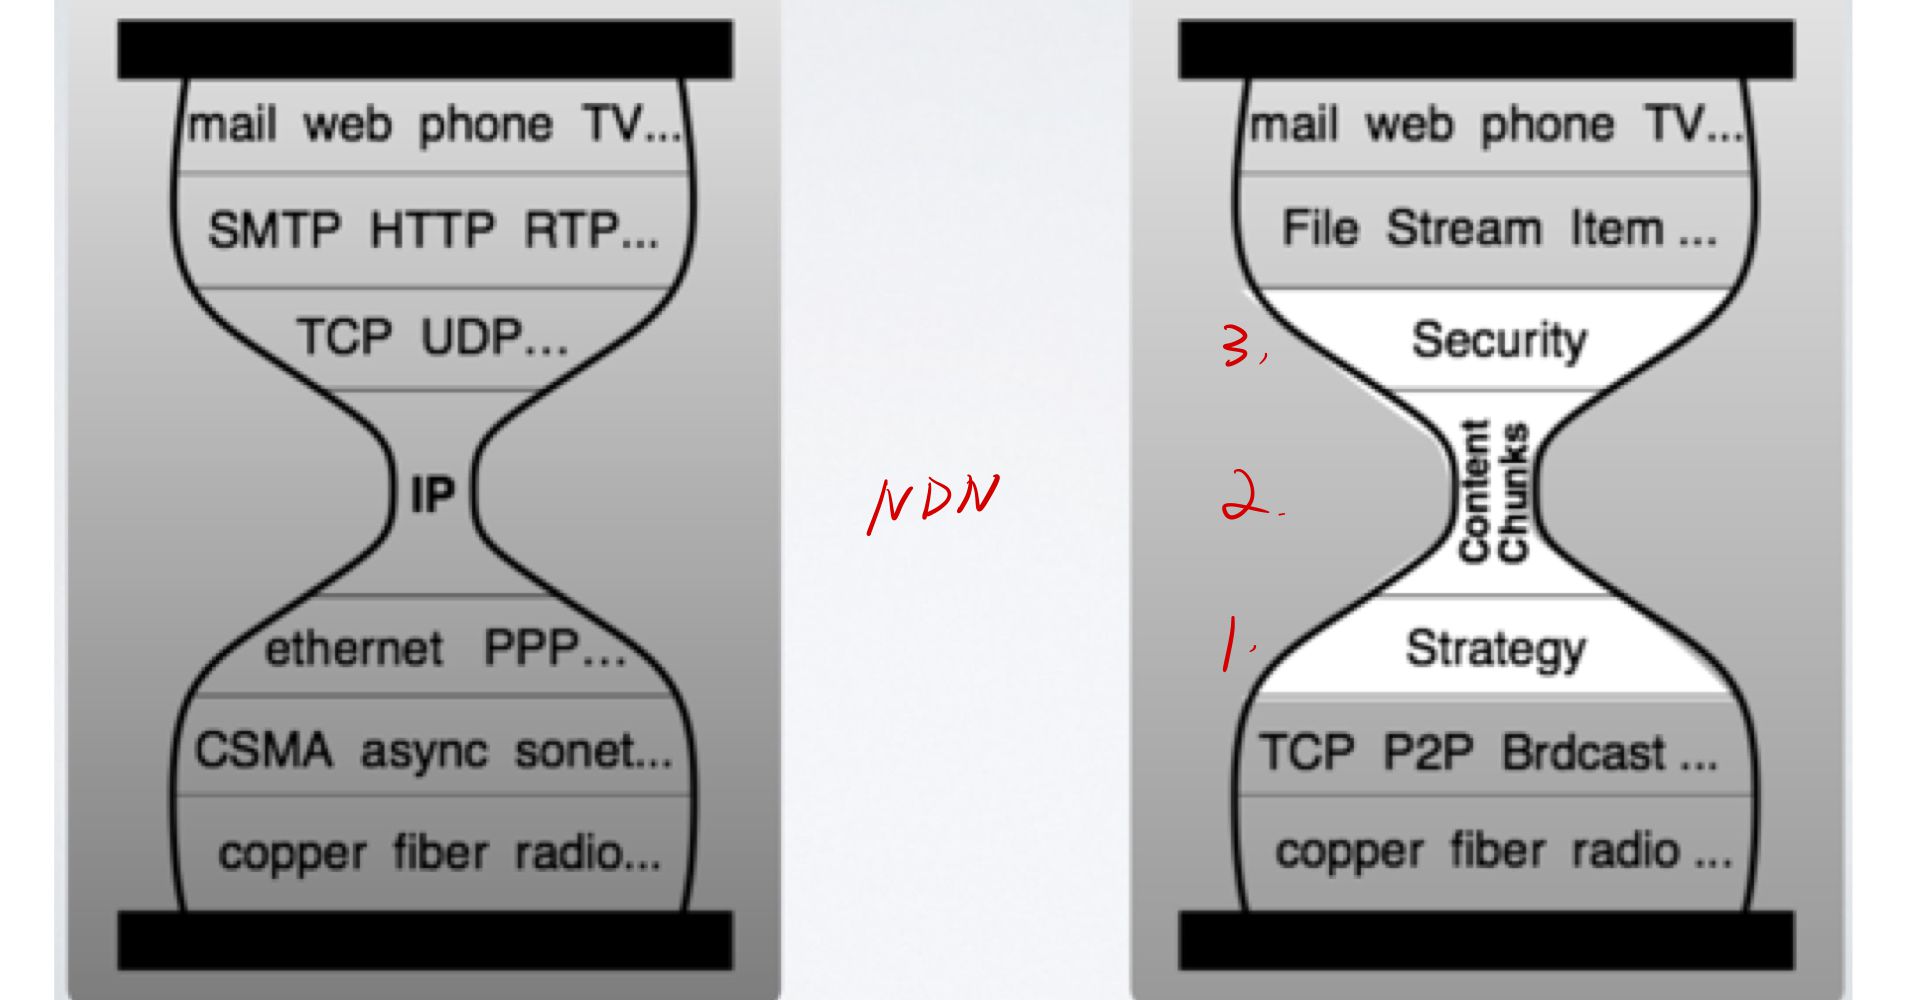 mail web phone TV...
SMTP HTTP RTP...
TCP UDP...
IP
ethernet PPP...
CSMA async sonet...
copper fiber radio...
NDN
mail web phone TV...
File Stream Item ...
3. Security
2. Content
Chunks
1. Strategy
TCP P2P Brdcast ...
copper fiber radio ...